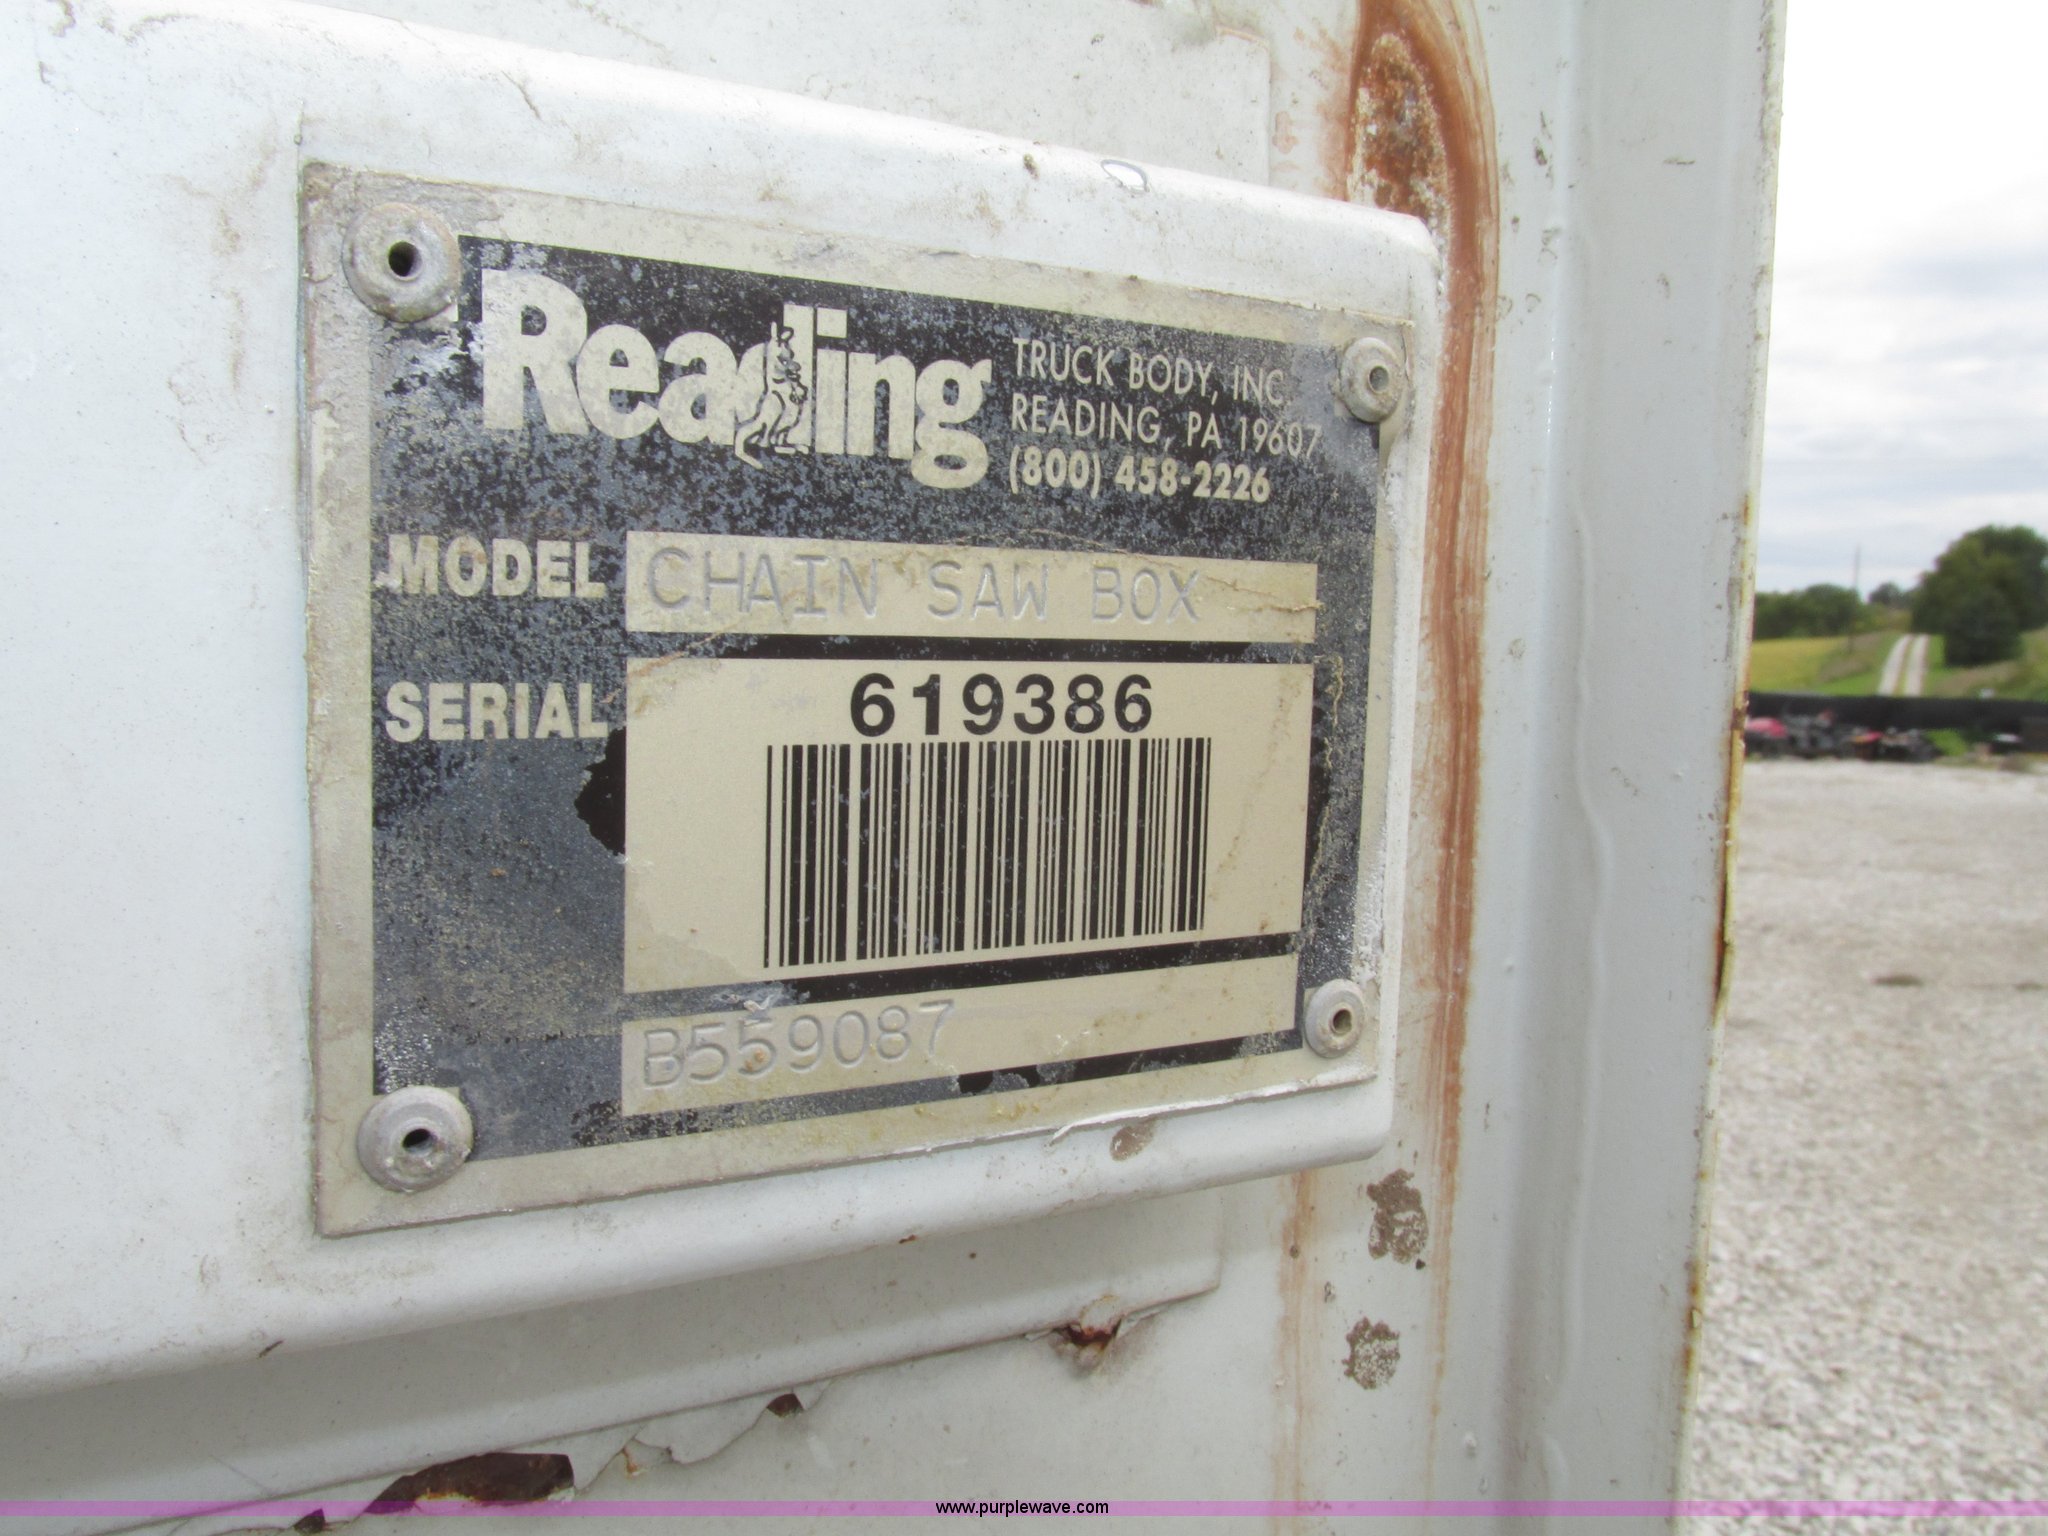 Reading
TRUCK BODY, INC.
READING, PA 19607
(800) 458-2226
MODEL CHAIN SAW BOX
SERIAL 619386
B559087
www.purplewave.com